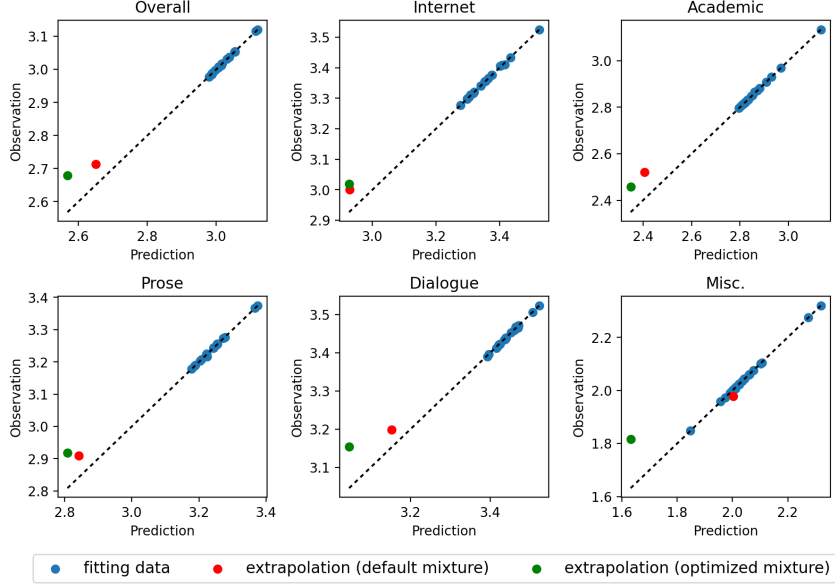 Overall
Internet
Academic
3.1
3.0
2.9
2.8
2.7
2.6
Observation
2.6
2.8
3.0
Prediction
3.5
3.4
3.3
3.2
3.1
3.0
2.9
Observation
3.0
3.2
3.4
Prediction
3.0
2.8
2.6
2.4
Observation
2.4
2.6
2.8
3.0
Prediction
Prose
Dialogue
Misc.
3.4
3.3
3.2
3.1
3.0
2.9
2.8
Observation
2.8
3.0
3.2
3.4
Prediction
3.5
3.4
3.3
3.2
3.1
Observation
3.2
3.4
Prediction
2.2
2.0
1.8
1.6
Observation
1.6
1.8
2.0
2.2
Prediction
fitting data
extrapolation (default mixture)
extrapolation (optimized mixture)